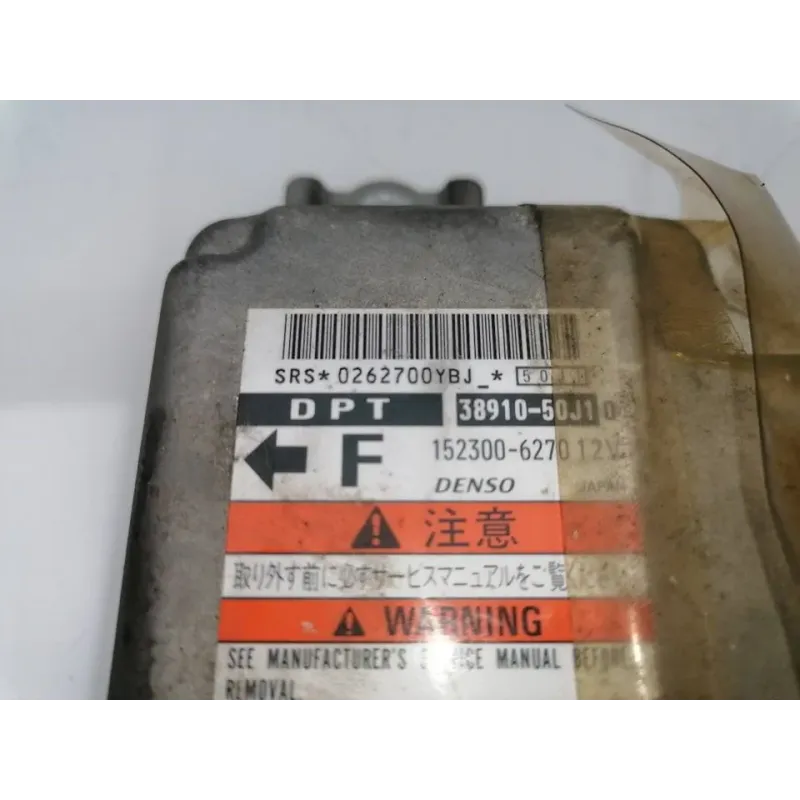 SRS*0262700YBJ_*
DPT 38910-50J10
F 152300-6270 12V
DENSO JAPAN
注意
取り外す前に必ずサービスマニュアルをご覧ください
WARNING
SEE MANUFACTURER'S SERVICE MANUAL BEFORE
REMOVAL.